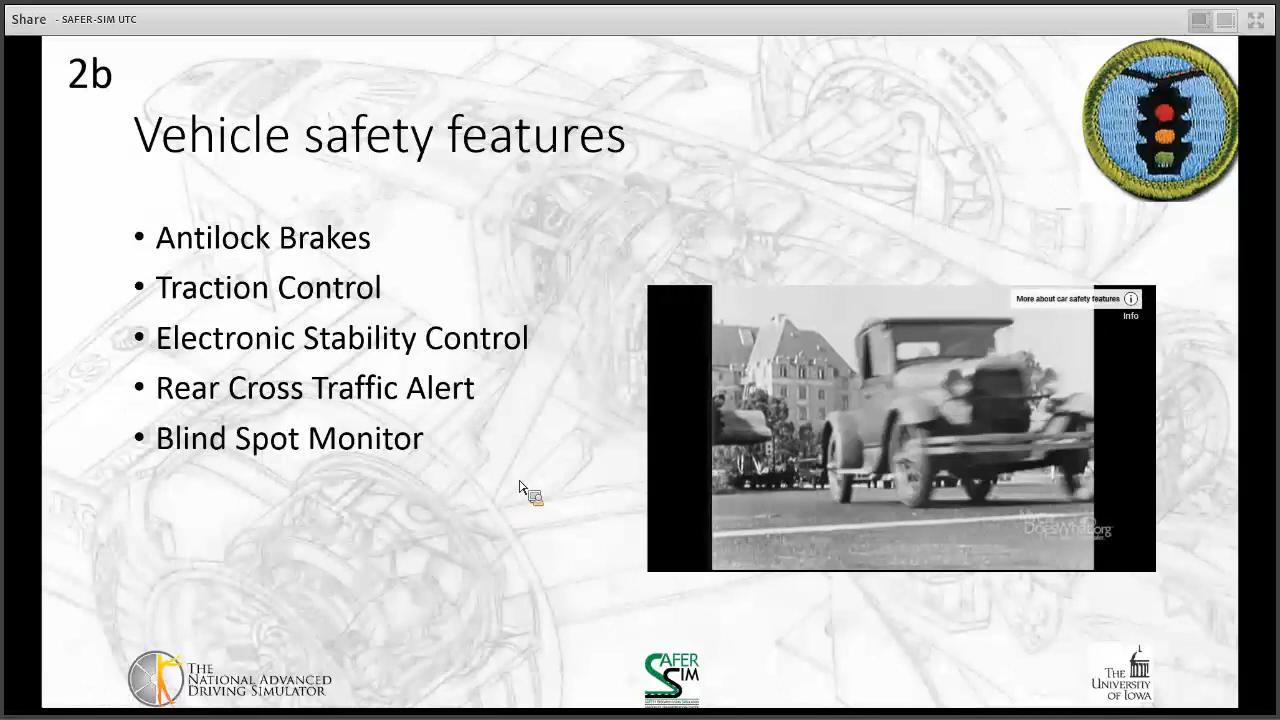 Share - SAFER-SIM UTC
2b
Vehicle safety features
• Antilock Brakes
• Traction Control
• Electronic Stability Control
• Rear Cross Traffic Alert
• Blind Spot Monitor
More about car safety features
Info
DoesWhat.org
THE
NATIONAL ADVANCED
DRIVING SIMULATOR
SAFER
SIM
THE
UNIVERSITY
OF IOWA